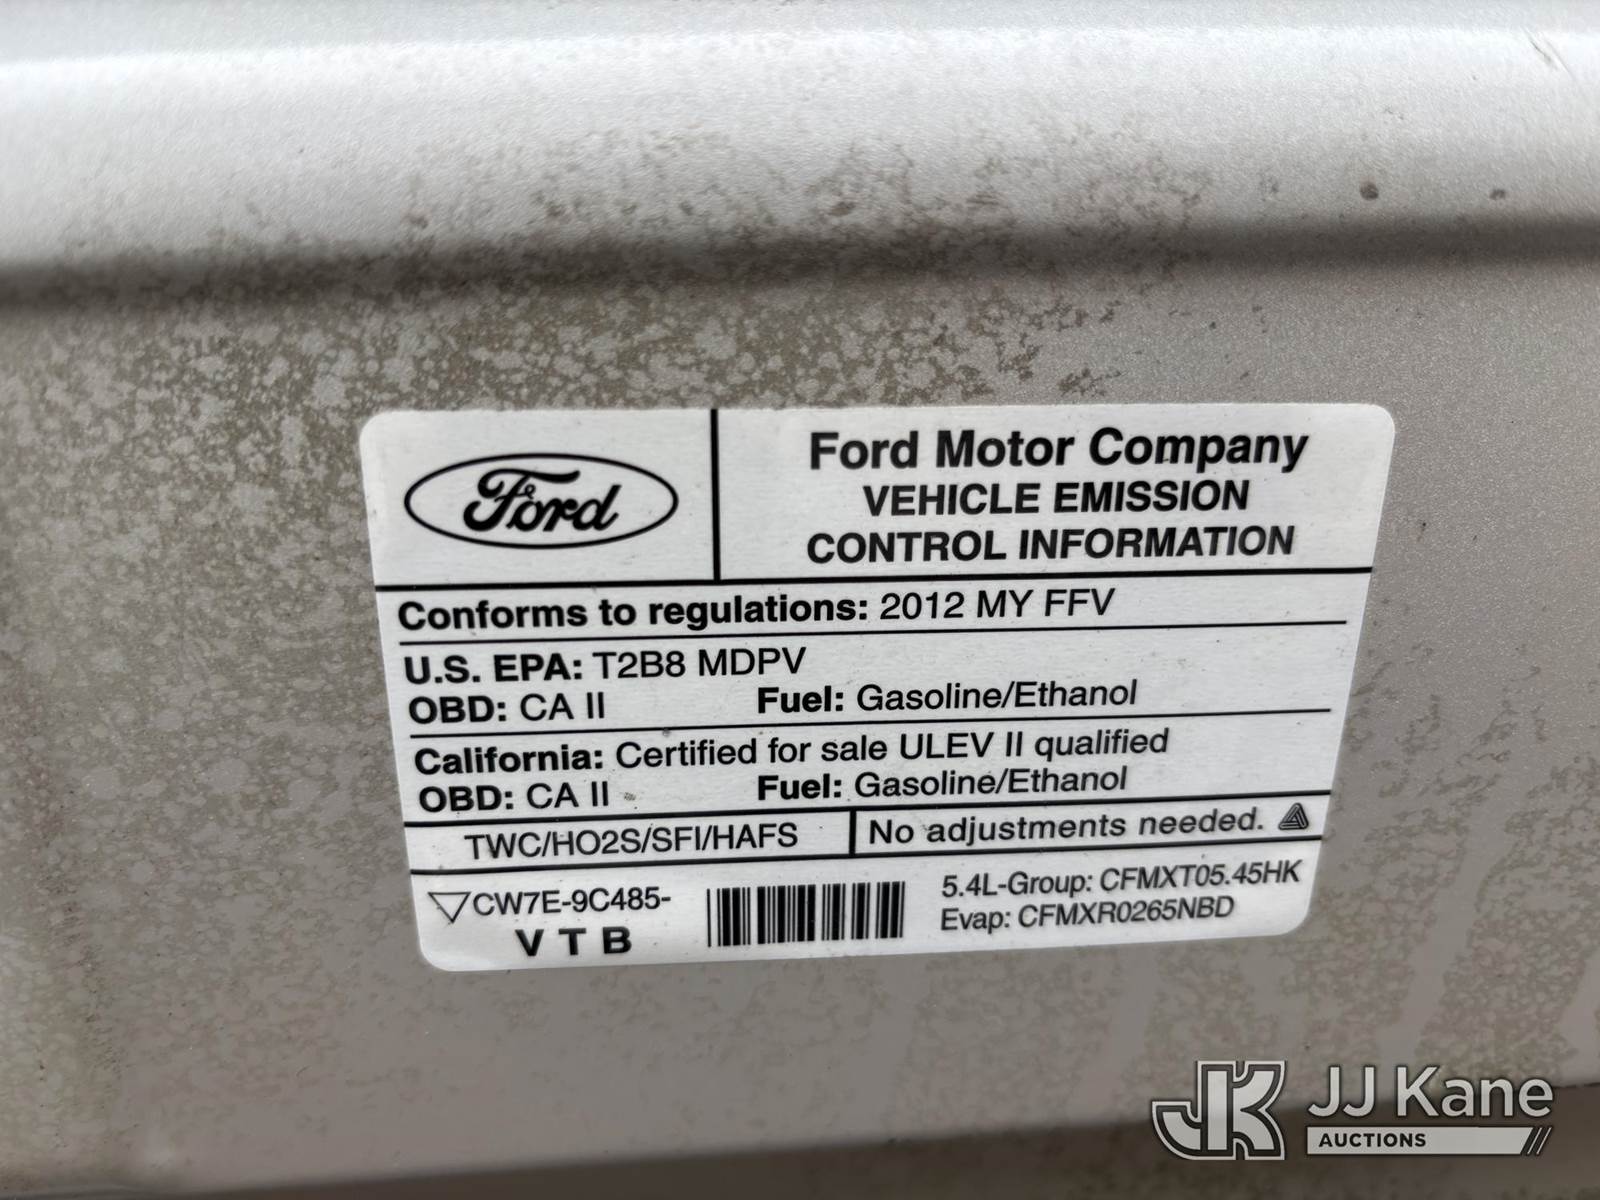 Ford
Ford Motor Company
VEHICLE EMISSION
CONTROL INFORMATION
Conforms to regulations: 2012 MY FFV
U.S. EPA: T2B8 MDPV
OBD: CA II Fuel: Gasoline/Ethanol
California: Certified for sale ULEV II qualified
OBD: CA II Fuel: Gasoline/Ethanol
TWC/HO2S/SFI/HAFS No adjustments needed.
CW7E-9C485-
V T B
5.4L-Group: CFMXT05.45HK
Evap: CFMXR0265NBD
JK JJ Kane
AUCTIONS